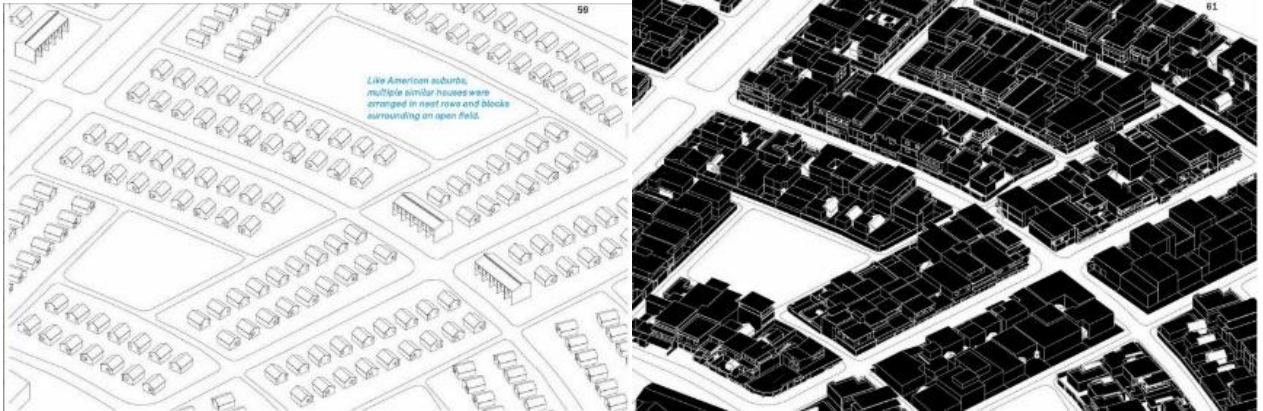 59
Like American suburbs,
multiple similar houses were
arranged in neat rows and blocks
surrounding an open field.
61